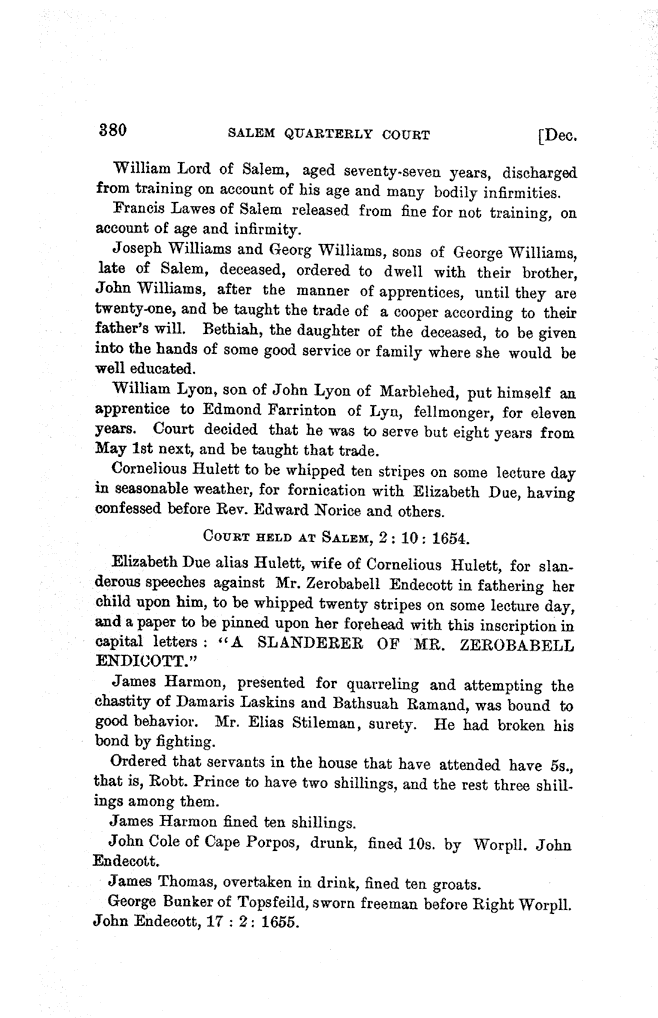 380 SALEM QUARTERLY COURT [Dec.
William Lord of Salem, aged seventy-seven years, discharged
from training on account of his age and many bodily infirmities.
Francis Lawes of Salem released from fine for not training, on
account of age and infirmity.
Joseph Williams and Georg Williams, sons of George Williams,
late of Salem, deceased, ordered to dwell with their brother,
John Williams, after the manner of apprentices, until they are
twenty-one, and be taught the trade of a cooper according to their
father's will. Bethiah, the daughter of the deceased, to be given
into the hands of some good service or family where she would be
well educated.
William Lyon, son of John Lyon of Marblehed, put himself an
apprentice to Edmond Farrinton of Lyn, fellmonger, for eleven
years. Court decided that he was to serve but eight years from
May 1st next, and be taught that trade.
Cornelious Hulett to be whipped ten stripes on some lecture day
in seasonable weather, for fornication with Elizabeth Due, having
confessed before Rev. Edward Norice and others.
COURT HELD AT SALEM, 2 : 10 : 1654.
Elizabeth Due alias Hulett, wife of Cornelious Hulett, for slan-
derous speeches against Mr. Zerobabell Endecott in fathering her
child upon him, to be whipped twenty stripes on some lecture day,
and a paper to be pinned upon her forehead with this inscription in
capital letters : "A SLANDERER OF MR. ZEROBABELL
ENDICOTT."
James Harmon, presented for quarreling and attempting the
chastity of Damaris Laskins and Bathsuah Ramand, was bound to
good behavior. Mr. Elias Stileman, surety. He had broken his
bond by fighting.
Ordered that servants in the house that have attended have 5s.,
that is, Robt. Prince to have two shillings, and the rest three shill-
ings among them.
James Harmon fined ten shillings.
John Cole of Cape Porpos, drunk, fined 10s. by Worpll. John
Endecott.
James Thomas, overtaken in drink, fined ten groats.
George Bunker of Topsfeild, sworn freeman before Right Worpll.
John Endecott, 17 : 2 : 1655.